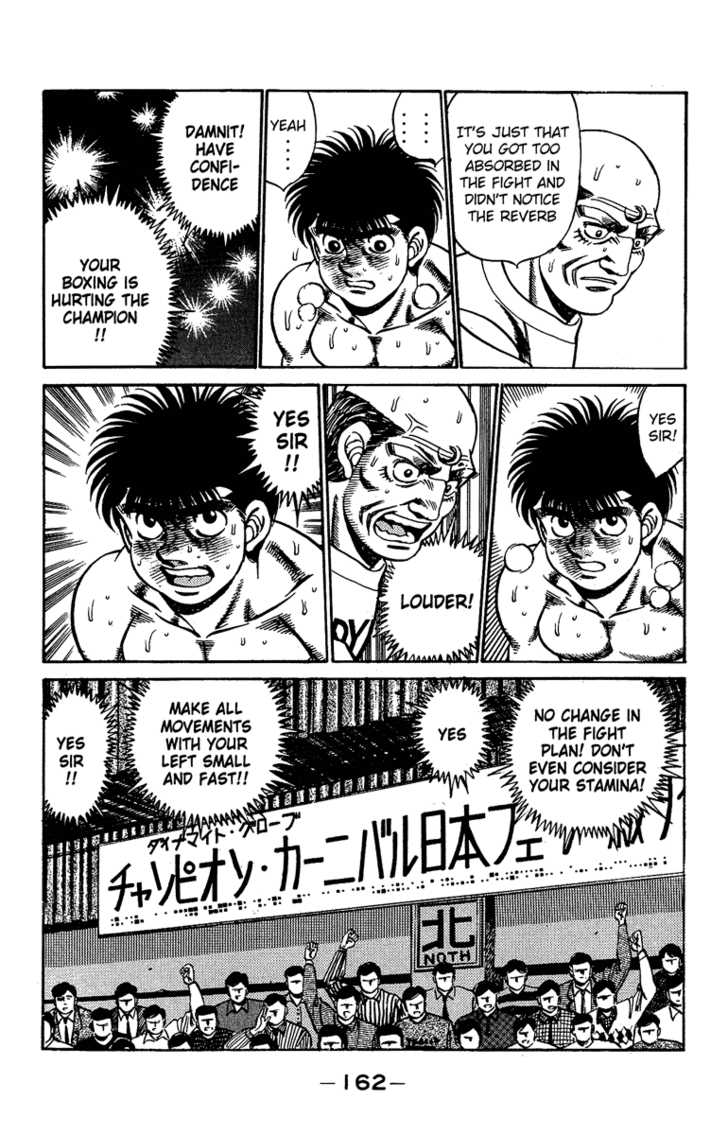 IT'S JUST THAT
YOU GOT TOO
ABSORBED IN
THE FIGHT AND
DIDN'T NOTICE
THE REVERB
....
YEAH
....
DAMNIT!
HAVE
CONFI-
DENCE
YOUR
BOXING IS
HURTING THE
CHAMPION
!!
YES
SIR!
LOUDER!
YES
SIR
!!
NO CHANGE IN
THE FIGHT
PLAN! DON'T
EVEN CONSIDER
YOUR STAMINA!
YES
MAKE ALL
MOVEMENTS
WITH YOUR
LEFT SMALL
AND FAST!!
YES
SIR
!!
ダイナマイト・グローブ
チャンピオン・カーニバル日本フェ
北
NOTH
—162—